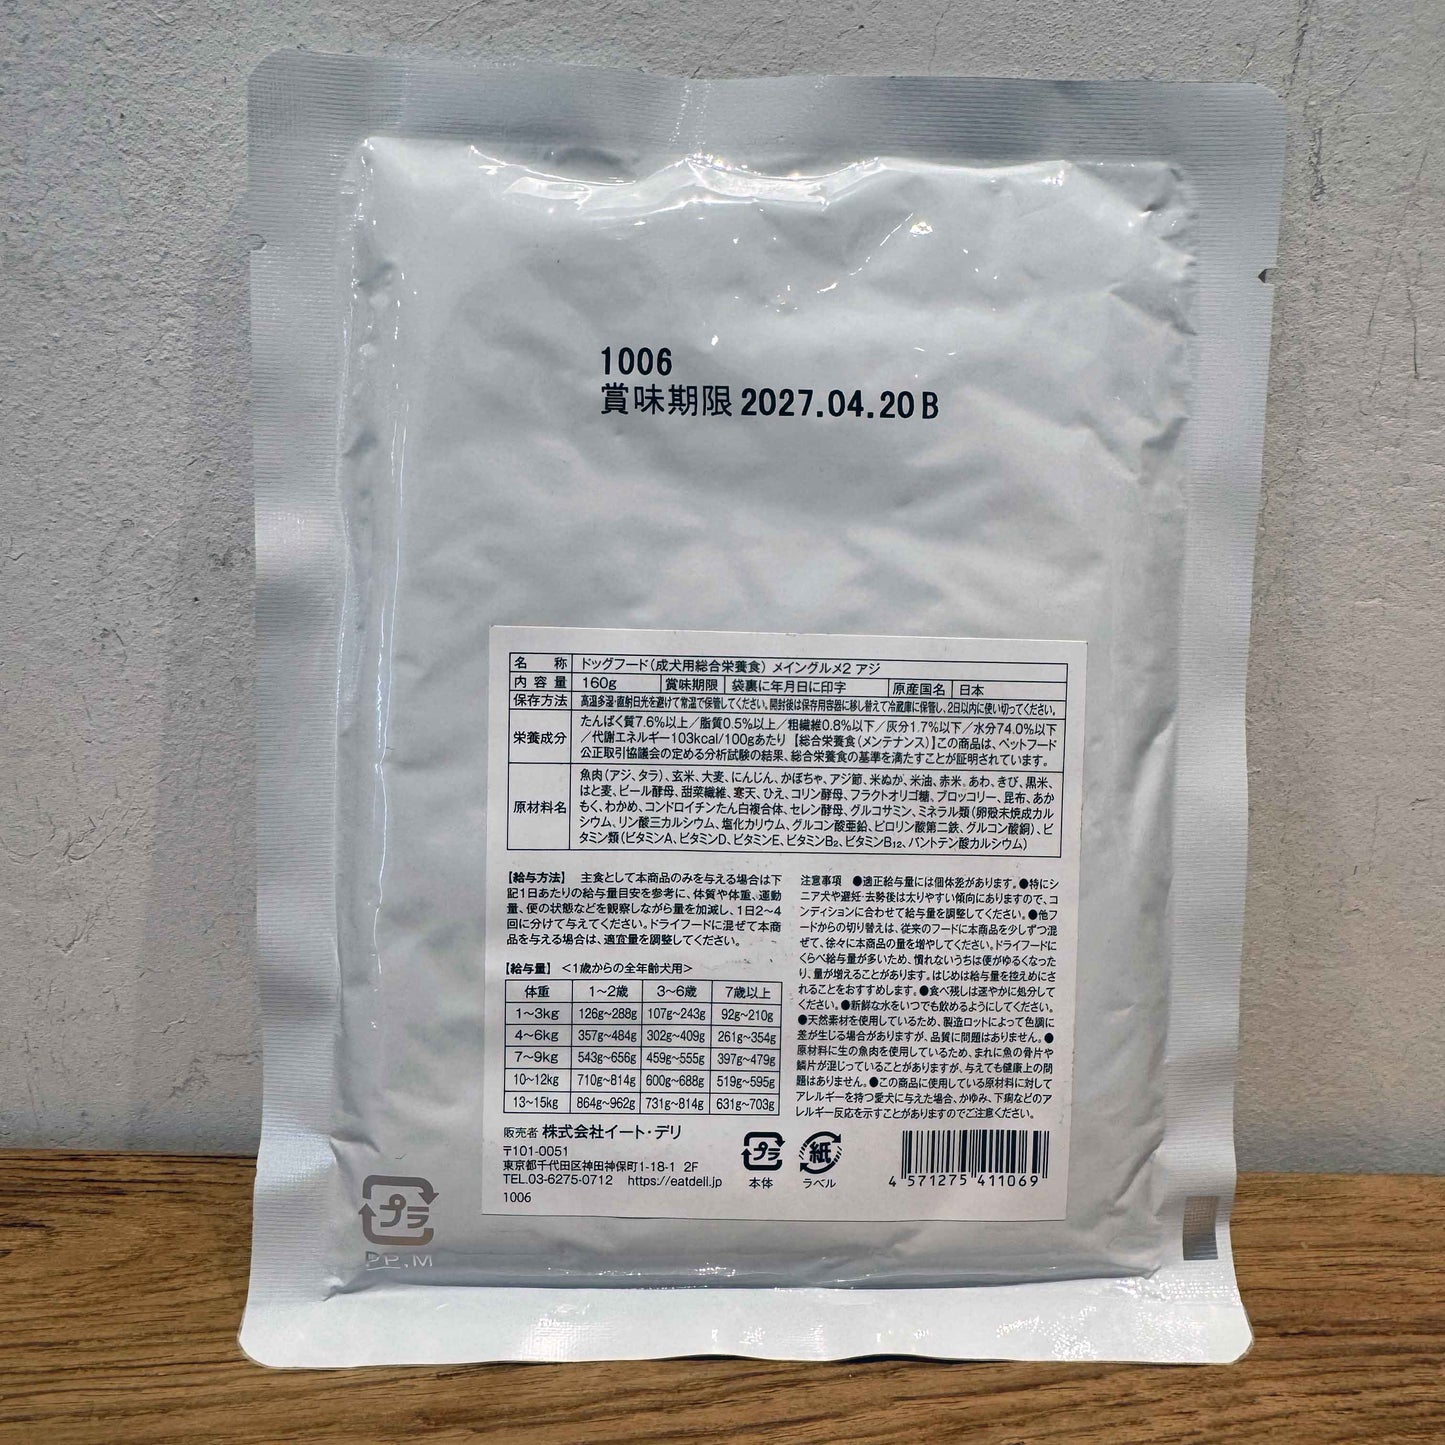 1006
賞味期限 2027.04.20 B
名 称 ドッグフード(成犬用総合栄養食) メイングルメ2 アジ
内 容 量 160g 賞味期限 袋裏に年月日に印字 原産国名 日本
保存方法 高温多湿・直射日光を避けて常温で保管してください。開封後は保存用容器に移し替えて冷蔵庫に保管し、2日以内に使い切ってください。
栄養成分 たんぱく質7.6%以上/脂質0.5%以上/粗繊維0.8%以下/灰分1.7%以下/水分74.0%以下
/代謝エネルギー103kcal/100gあたり 【総合栄養食(メンテナンス)】この商品は、ペットフード
公正取引協議会の定める分析試験の結果、総合栄養食の基準を満たすことが証明されています。
原材料名 魚肉(アジ、タラ)、玄米、大麦、にんじん、かぼちゃ、アジ節、米ぬか、米油、赤米、あわ、きび、黒米、
はと麦、ビール酵母、甜菜繊維、寒天、ひえ、コリン酵母、フラクトオリゴ糖、ブロッコリー、昆布、あか
もく、わかめ、コンドロイチンたん白複合体、セレン酵母、グルコサミン、ミネラル類(卵殻未焼成カル
シウム、リン酸三カルシウム、塩化カリウム、グルコン酸亜鉛、ピロリン酸第二鉄、グルコン酸銅)、ビ
タミン類(ビタミンA、ビタミンD、ビタミンE、ビタミンB2、ビタミンB12、パントテン酸カルシウム)
【給与方法】 主食として本商品のみを与える場合は下
記1日あたりの給与量目安を参考に、体質や体重、運動
量、便の状態などを観察しながら量を加減し、1日2~4
回に分けて与えてください。ドライフードに混ぜて本商
品を与える場合は、適宜量を調整してください。
【給与量】 <1歳からの全年齢犬用>
体重 1~2歳 3~6歳 7歳以上
1~3kg 126g~288g 107g~243g 92g~210g
4~6kg 357g~484g 302g~409g 261g~354g
7~9kg 543g~656g 459g~555g 397g~479g
10~12kg 710g~814g 600g~688g 519g~595g
13~15kg 864g~962g 731g~814g 631g~703g
注意事項 ●適正給与量には個体差があります。●特にシ
ニア犬や避妊・去勢後は太りやすい傾向にありますので、コ
ンディションに合わせて給与量を調整してください。●他
フードからの切り替えは、従来のフードに本商品を少しずつ混
ぜて、徐々に本商品の量を増やしてください。ドライフードに
くらべ給与量が多いため、慣れないうちは便がゆるくなった
り、量が増えることがあります。はじめは給与量を控えめにさ
れることをおすすめします。●食べ残しは速やかに処分して
ください。●新鮮な水をいつでも飲めるようにしてください。
●天然素材を使用しているため、製造ロットによって色調に
差が生じる場合がありますが、品質に問題はありません。●
原材料に生の魚肉を使用しているため、まれに魚の骨片や
鱗片が混じっていることがありますが、与えても健康上の問
題はありません。●この商品に使用している原材料に対して
アレルギーを持つ愛犬に与えた場合、かゆみ、下痢などのア
レルギー反応を示すことがありますのでご注意ください。
販売者 株式会社イート・デリ
〒101-0051
東京都千代田区神田神保町1-18-1 2F
TEL.03-6275-0712 https://eatdeli.jp
1006
プラ
本体
紙
ラベル
4 571275 411069
プラ
PP.M